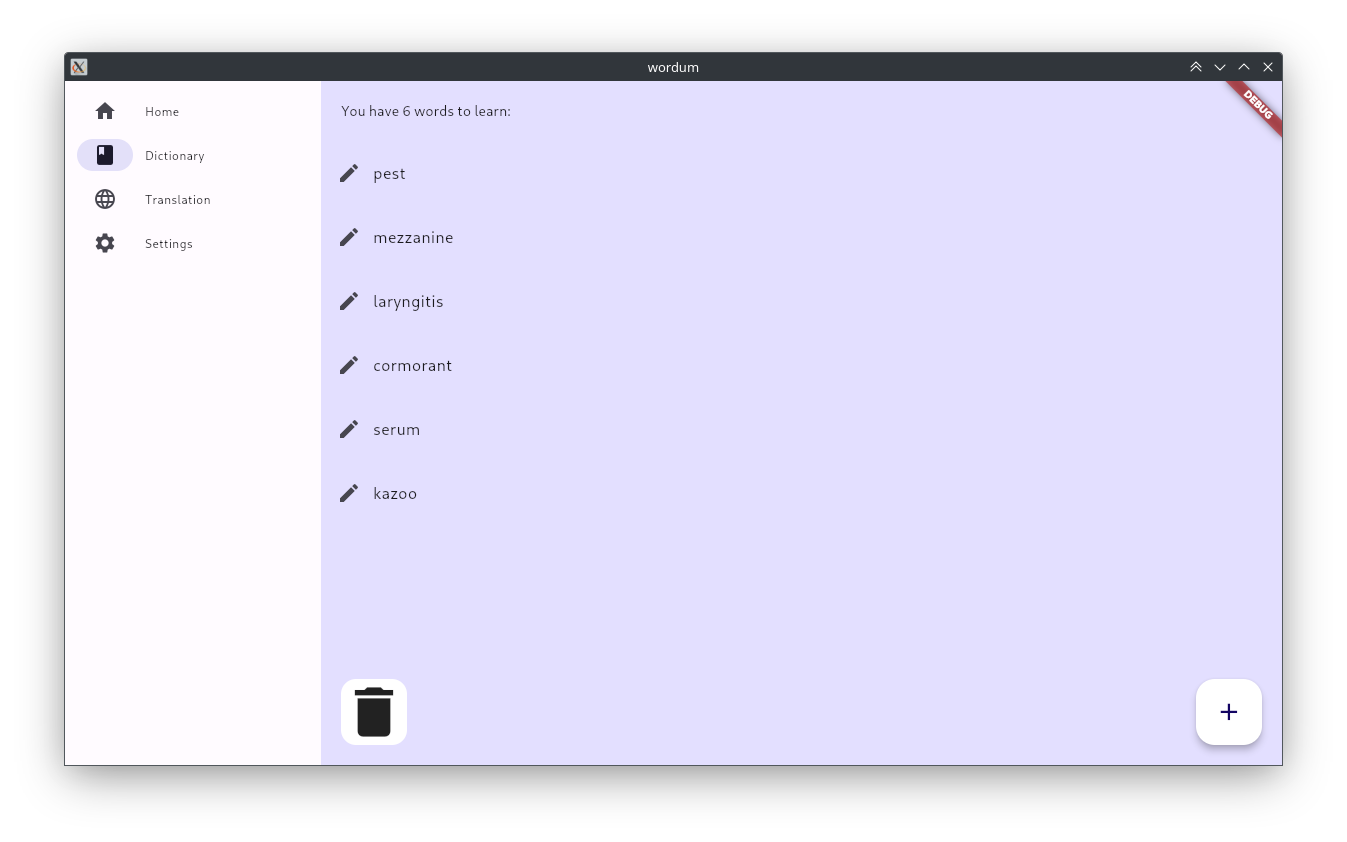 wordum
Home
Dictionary
Translation
Settings
You have 6 words to learn:
DEBUG
pest
mezzanine
laryngitis
cormorant
serum
kazoo